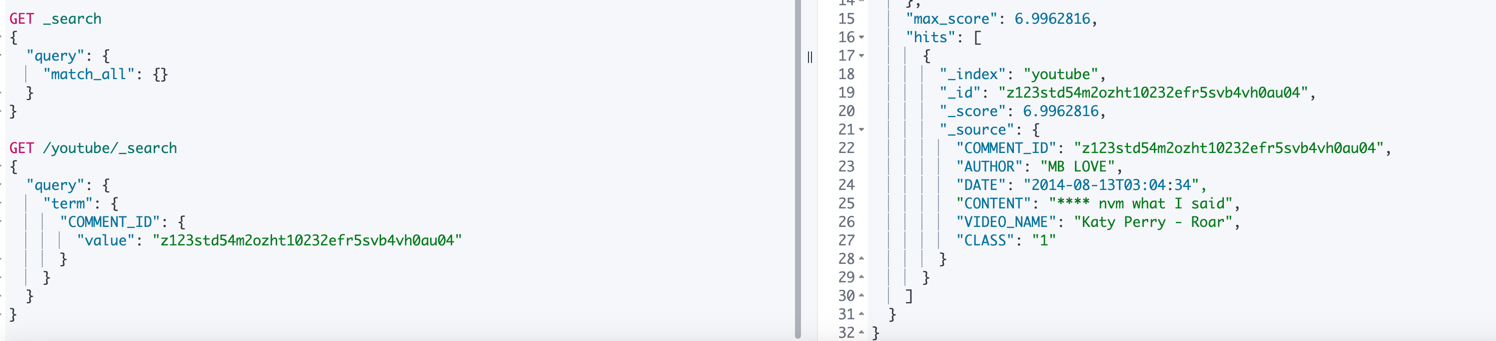 GET _search
{
  "query": {
    "match_all": {}
  }
}
GET /youtube/_search
{
  "query": {
    "term": {
      "COMMENT_ID": {
        "value": "z123std54m2ozht10232efr5svb4vh0au04"
      }
    }
  }
}
14 },
15 "max_score": 6.9962816,
16 "hits": [
17 {
18 "_index": "youtube",
19 "_id": "z123std54m2ozht10232efr5svb4vh0au04",
20 "_score": 6.9962816,
21 "_source": {
22 "COMMENT_ID": "z123std54m2ozht10232efr5svb4vh0au04",
23 "AUTHOR": "MB LOVE",
24 "DATE": "2014-08-13T03:04:34",
25 "CONTENT": "**** nvm what I said",
26 "VIDEO_NAME": "Katy Perry - Roar",
27 "CLASS": "1"
28 }
29 }
30 ]
31 }
32 }